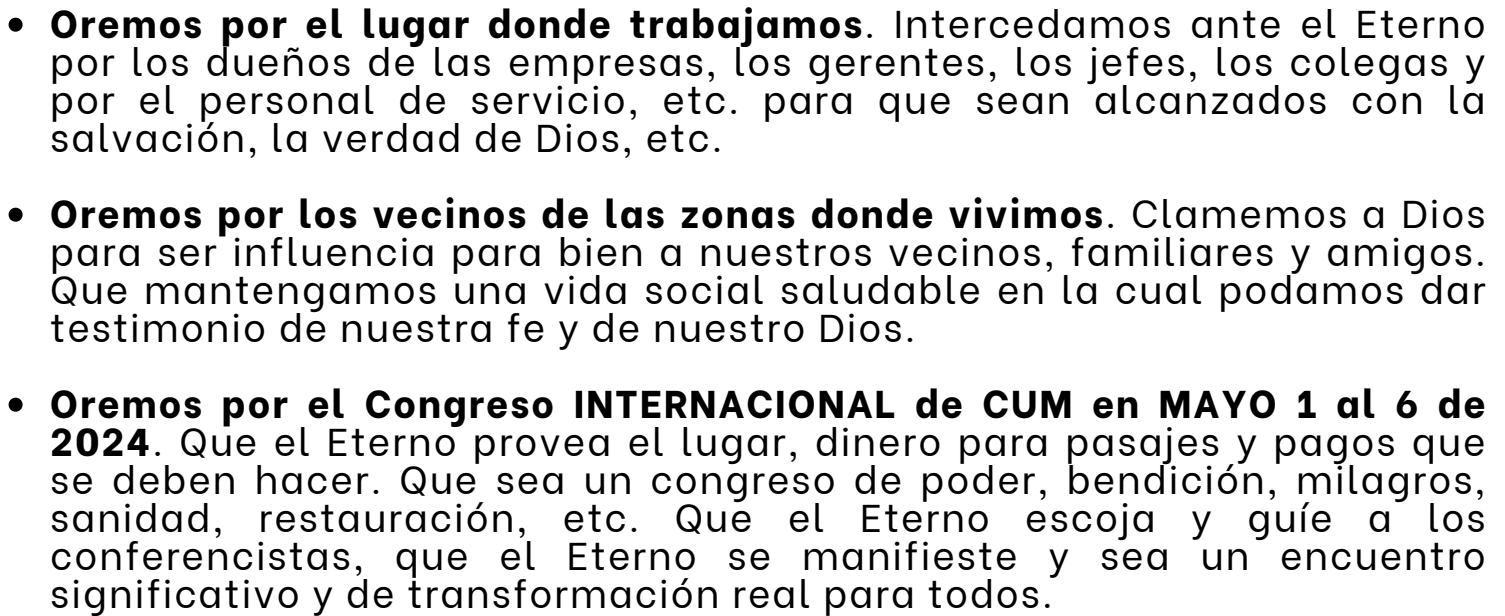 • Oremos por el lugar donde trabajamos. Intercedamos ante el Eterno
por los dueños de las empresas, los gerentes, los jefes, los colegas y
por el personal de servicio, etc. para que sean alcanzados con la
salvación, la verdad de Dios, etc.
• Oremos por los vecinos de las zonas donde vivimos. Clamemos a Dios
para ser influencia para bien a nuestros vecinos, familiares y amigos.
Que mantengamos una vida social saludable en la cual podamos dar
testimonio de nuestra fe y de nuestro Dios.
• Oremos por el Congreso INTERNACIONAL de CUM en MAYO 1 al 6 de
2024. Que el Eterno provea el lugar, dinero para pasajes y pagos que
se deben hacer. Que sea un congreso de poder, bendición, milagros,
sanidad, restauración, etc. Que el Eterno escoja y guíe a los
conferencistas, que el Eterno se manifieste y sea un encuentro
significativo y de transformación real para todos.